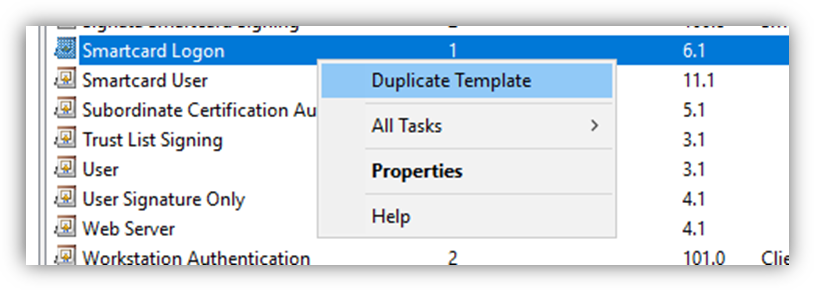 Smartcard Logon 1 6.1
Smartcard User 11.1
Duplicate Template
Subordinate Certification Au 5.1
All Tasks
Trust List Signing 3.1
User 3.1
Properties
User Signature Only 4.1
Help
Web Server 4.1
Workstation Authentication 2 101.0 Clie